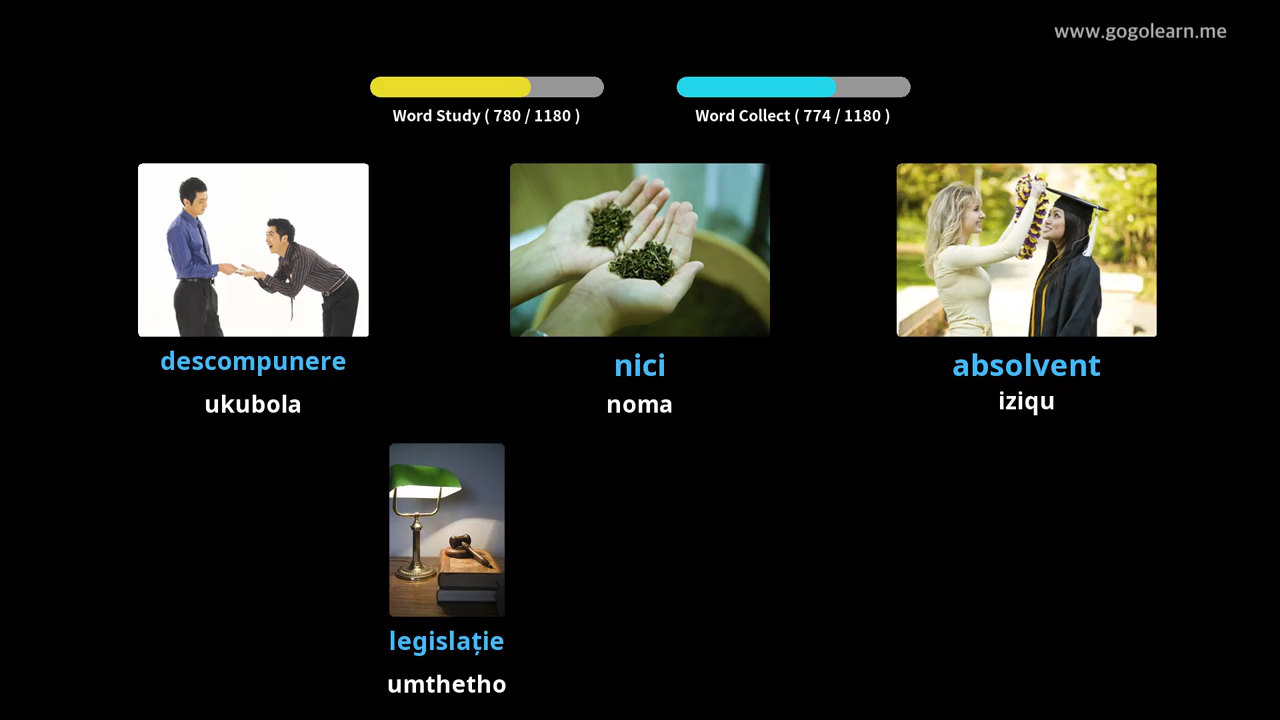 www.gogolearn.me
Word Study ( 780 / 1180 )
Word Collect ( 774 / 1180 )
descompunere
ukubola
nici
noma
absolvent
iziqu
legislație
umthetho